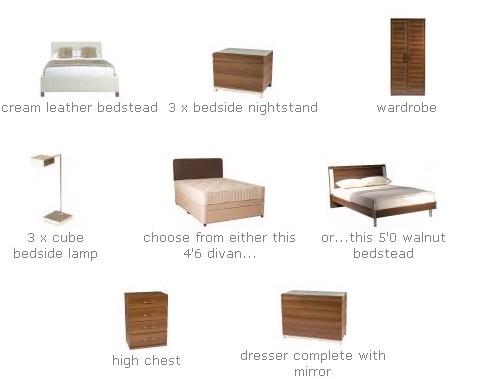 cream leather bedstead
3 x bedside nightstand
wardrobe
3 x cube
bedside lamp
choose from either this
4'6 divan...
or...this 5'0 walnut
bedstead
high chest
dresser complete with
mirror